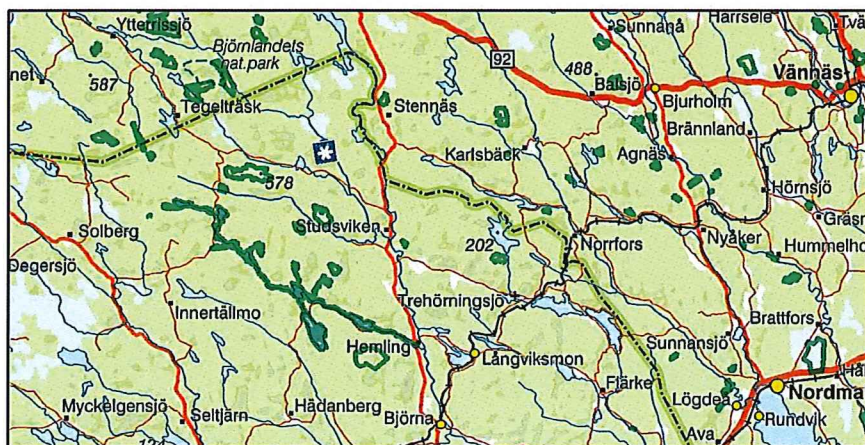 Ytterrissjö
Björnlandets
nat.park
587
Tegelträsk
Stennäs
92
488
Balsjö
Sunnanå
Harrsele
Vännäs
Bjurholm
Brännland
Karlsbäck
Agnäs
Hörnsjö
578
Solberg
Studsviken
202
Norrfors
Nyåker
Hummelho
Degersjö
Innertällmo
Trehörningsjö
Hemling
Långviksmon
Sunnansjö
Brattfors
Myckelgensjö
Seltjärn
Hädanberg
Björna
Flärke
Lögdeå
Nordma
Rundvik
Ava